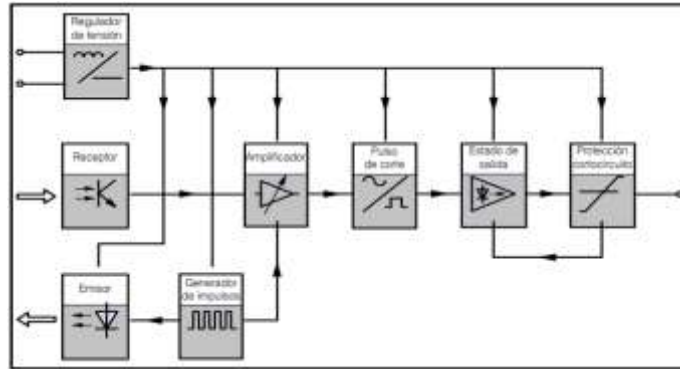 Regulador
de tensión
Receptor
Amplificador
Pulso
de corte
Estado de
salida
Protección
cortocircuito
Emisor
Generador
de impulsos